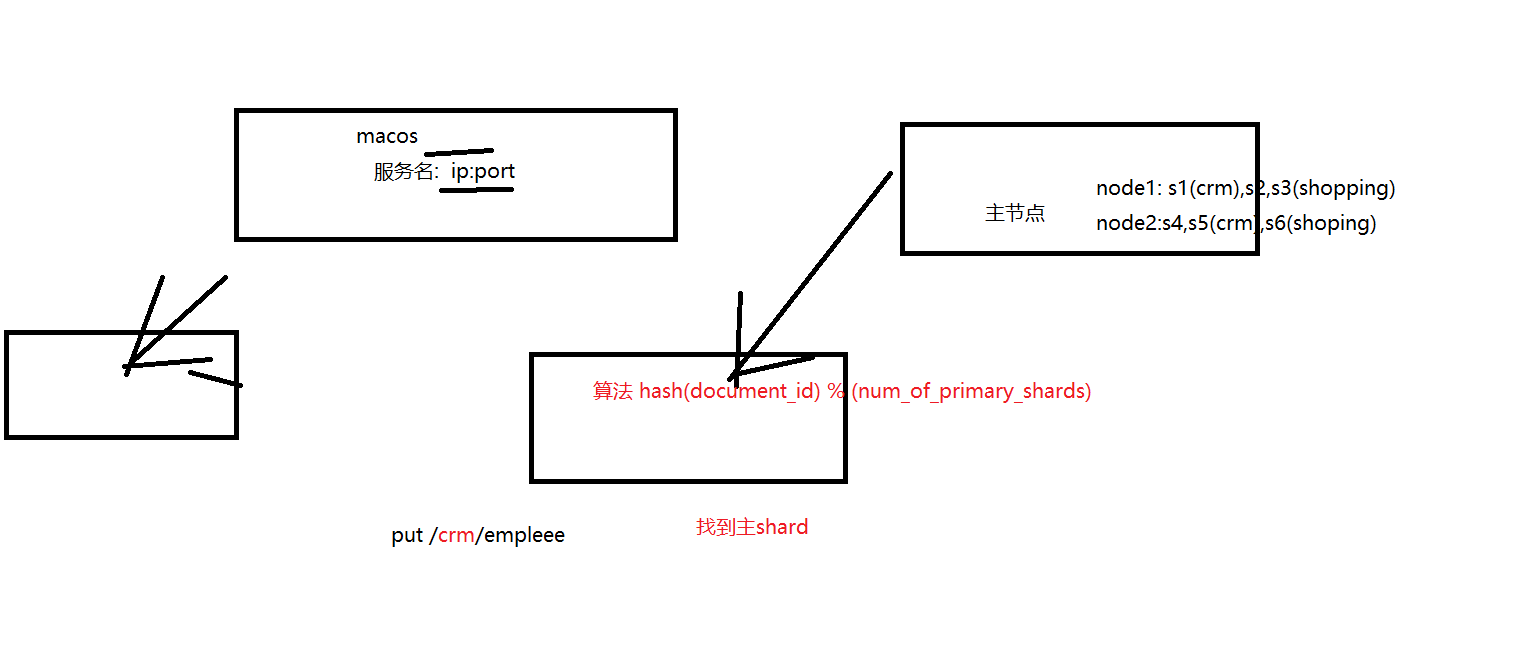 macos
服务名: ip:port
node1: s1(crm),s2,s3(shopping)
主节点
node2:s4,s5(crm),s6(shoping)
算法 hash(document_id) % (num_of_primary_shards)
找到主shard
put /crm/empleee